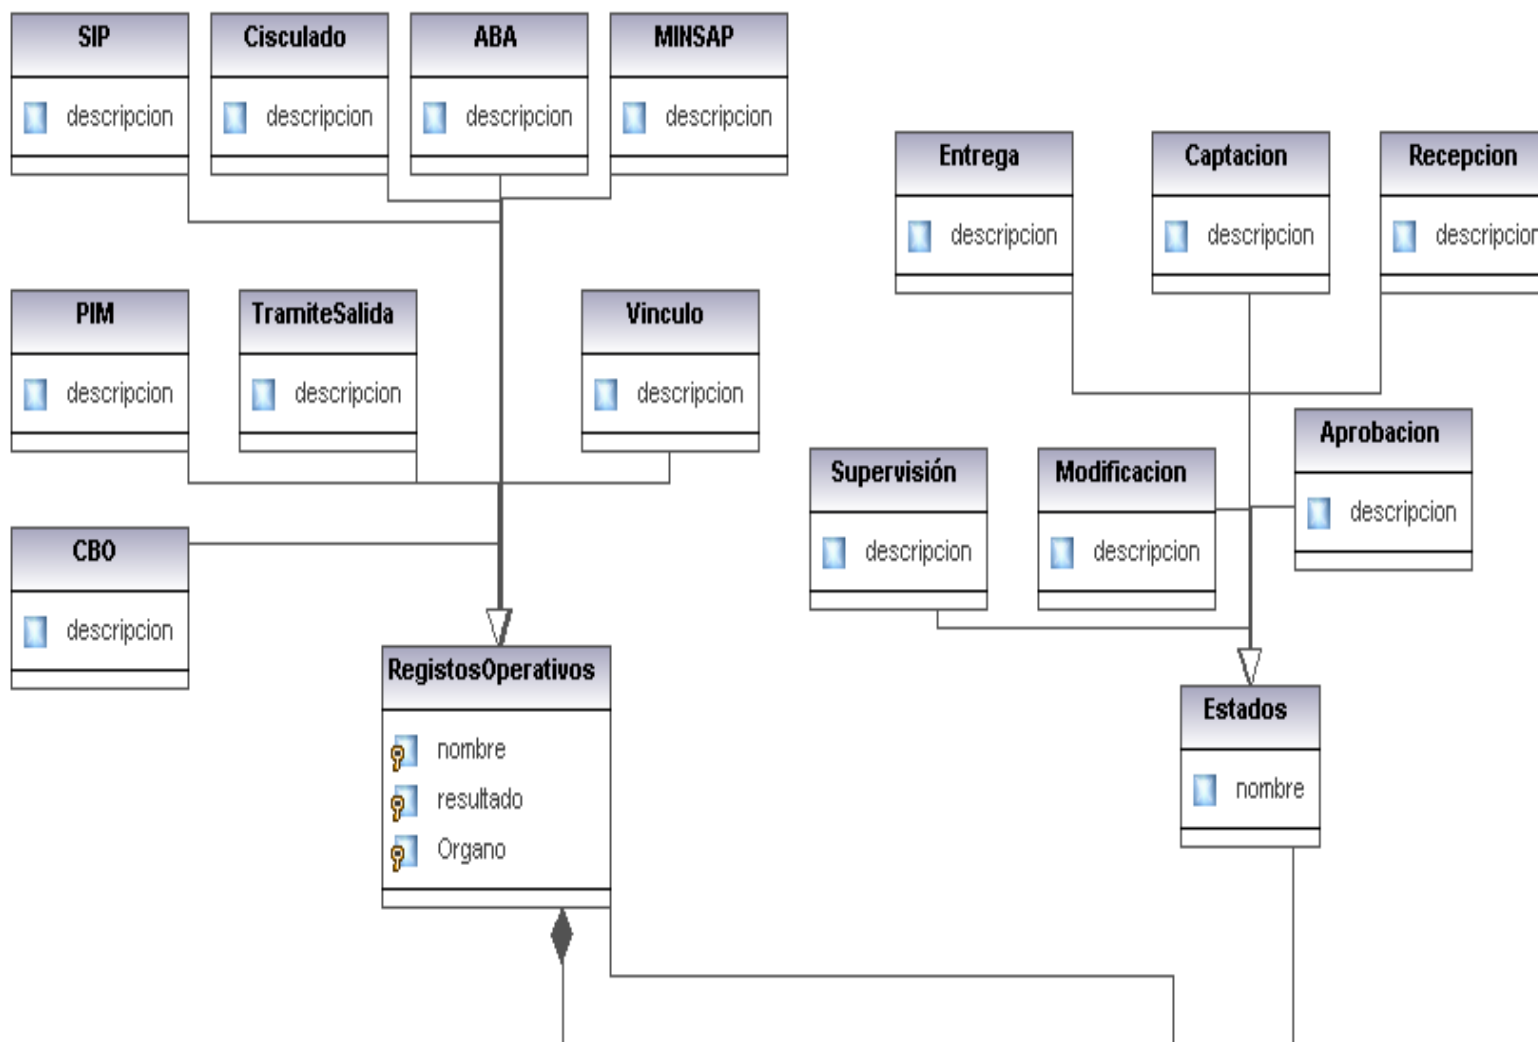 SIP
descripcion
Cisculado
descripcion
ABA
descripcion
MINSAP
descripcion
Entrega
descripcion
Captacion
descripcion
Recepcion
descripcion
PIM
descripcion
TramiteSalida
descripcion
Vinculo
descripcion
Supervisión
descripcion
Modificacion
descripcion
Aprobacion
descripcion
CBO
descripcion
RegistosOperativos
nombre
resultado
Organo
Estados
nombre